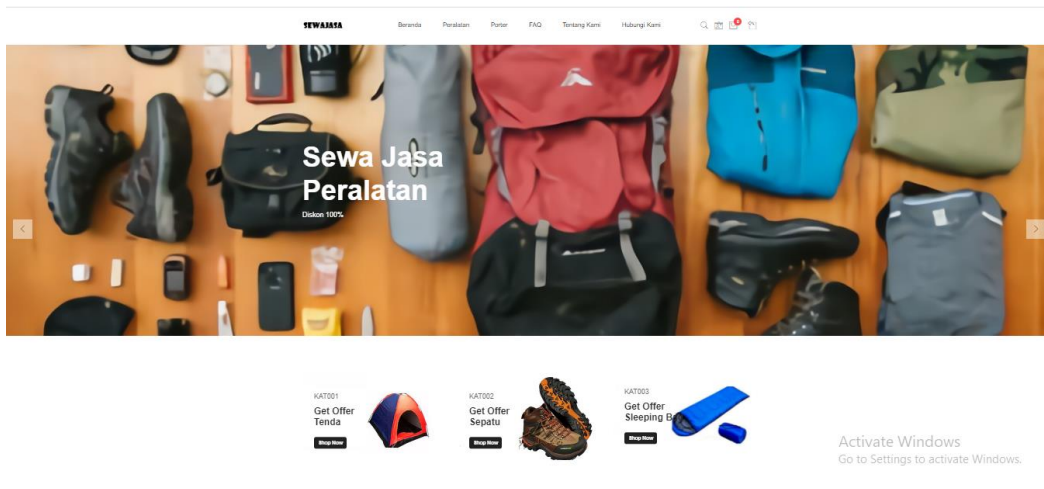 SEWAJASA
Beranda Peralatan Porter FAQ Tentang Kami Hubungi Kami
Sewa Jasa
Peralatan
Diskon 100%
KAT001
Get Offer
Tenda
Shop Now
KAT002
Get Offer
Sepatu
Shop Now
KAT003
Get Offer
Sleeping B
Shop Now
Activate Windows
Go to Settings to activate Windows.